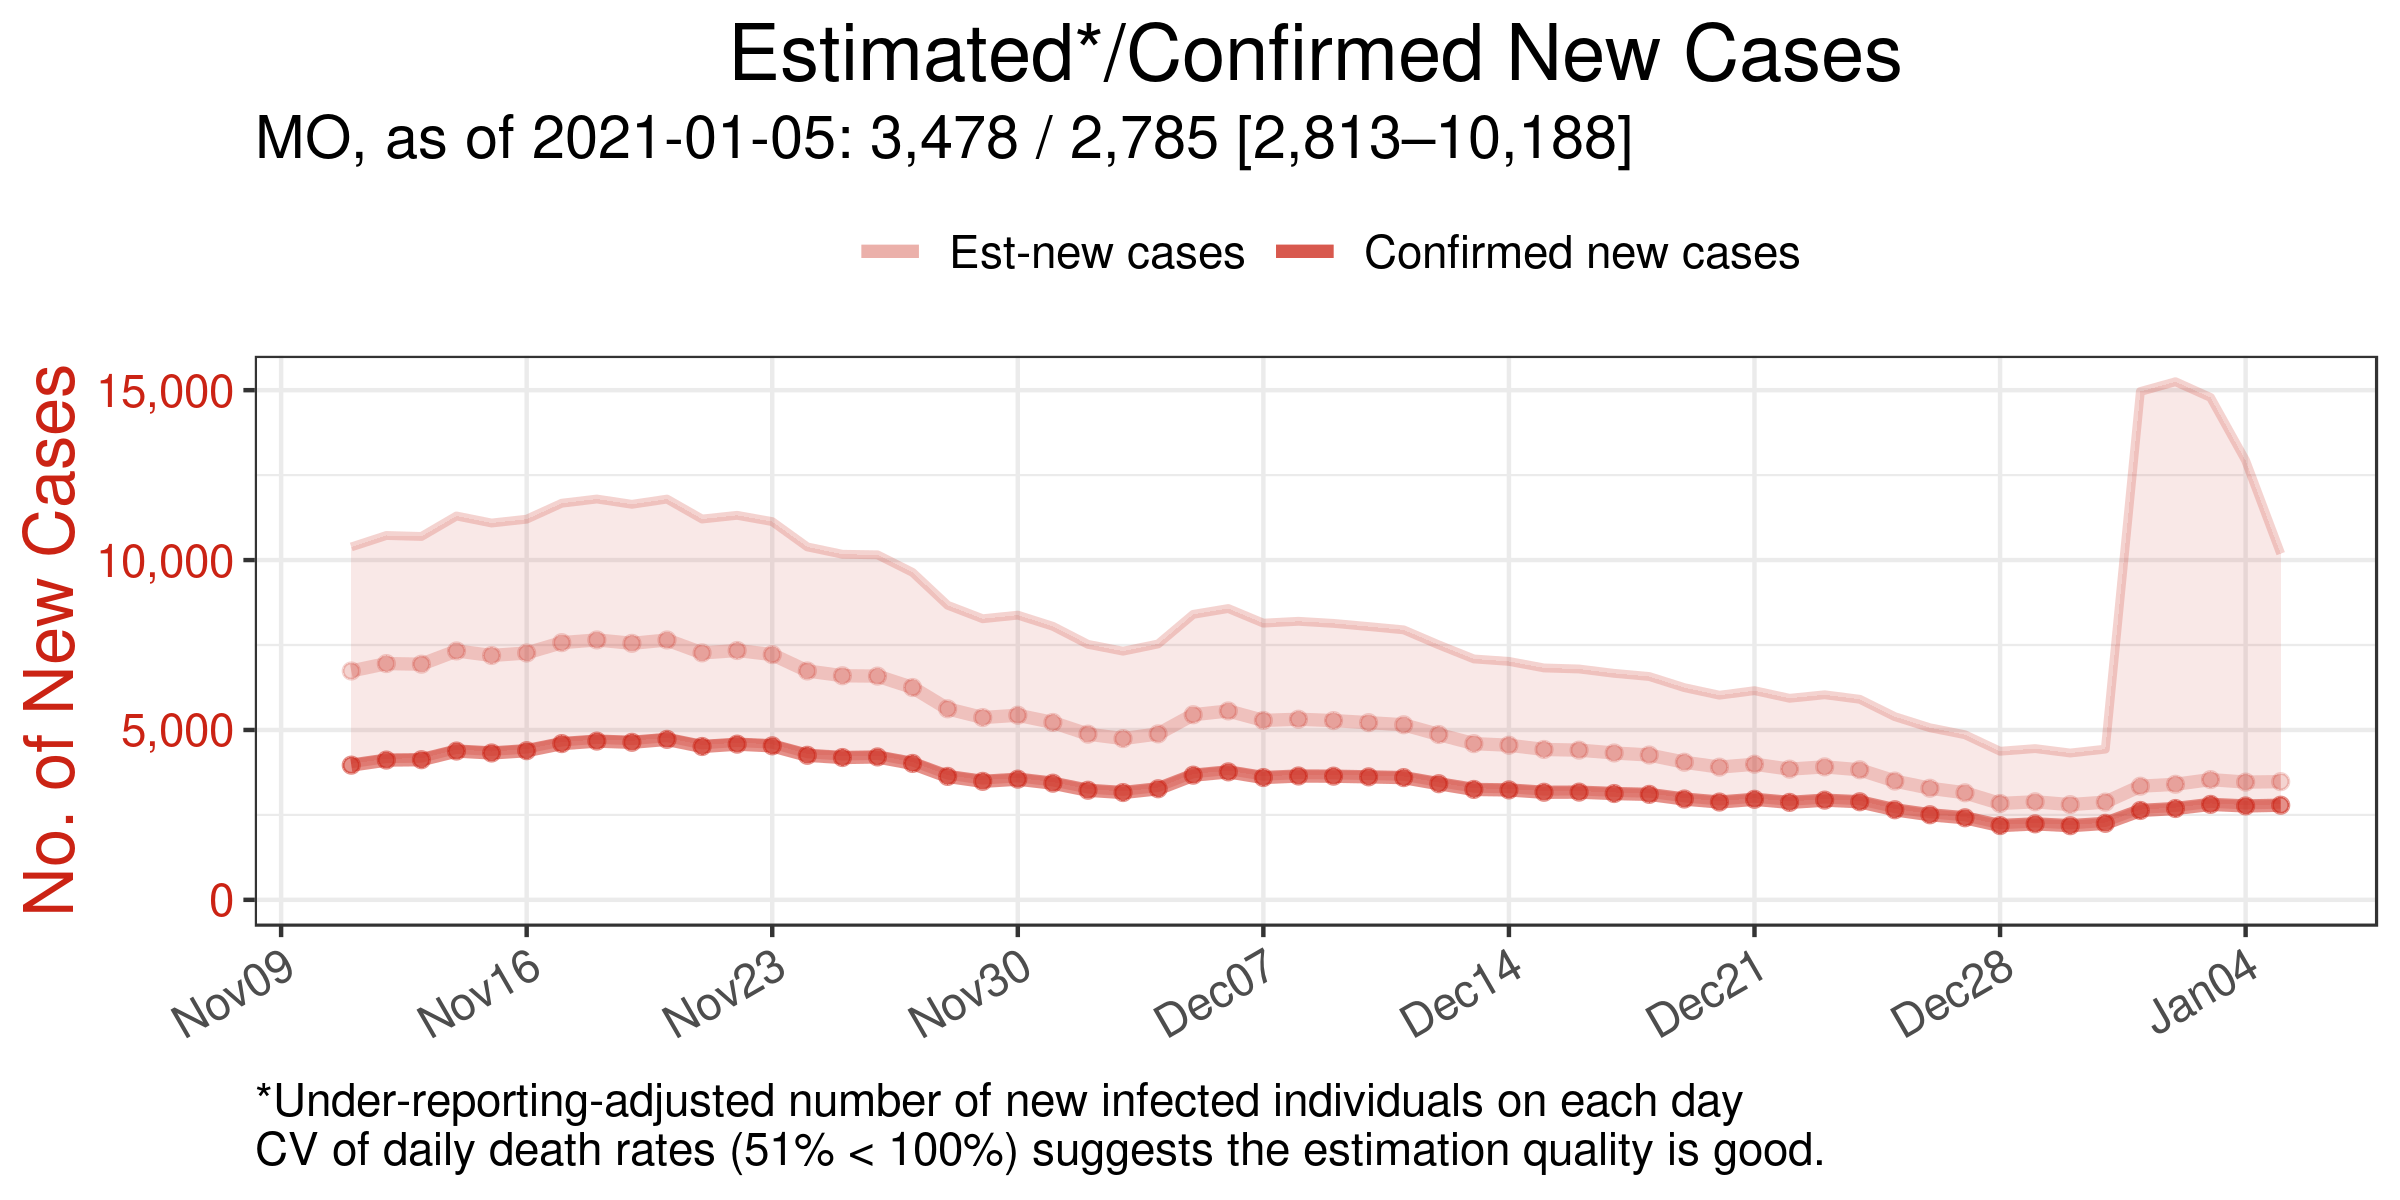 Estimated*/Confirmed New Cases
MO, as of 2021-01-05: 3,478 / 2,785 [2,813–10,188]
Est-new cases
Confirmed new cases
No. of New Cases
15,000
10,000
5,000
0
Nov09
Nov16
Nov23
Nov30
Dec07
Dec14
Dec21
Dec28
Jan04
*Under-reporting-adjusted number of new infected individuals on each day
CV of daily death rates (51% < 100%) suggests the estimation quality is good.